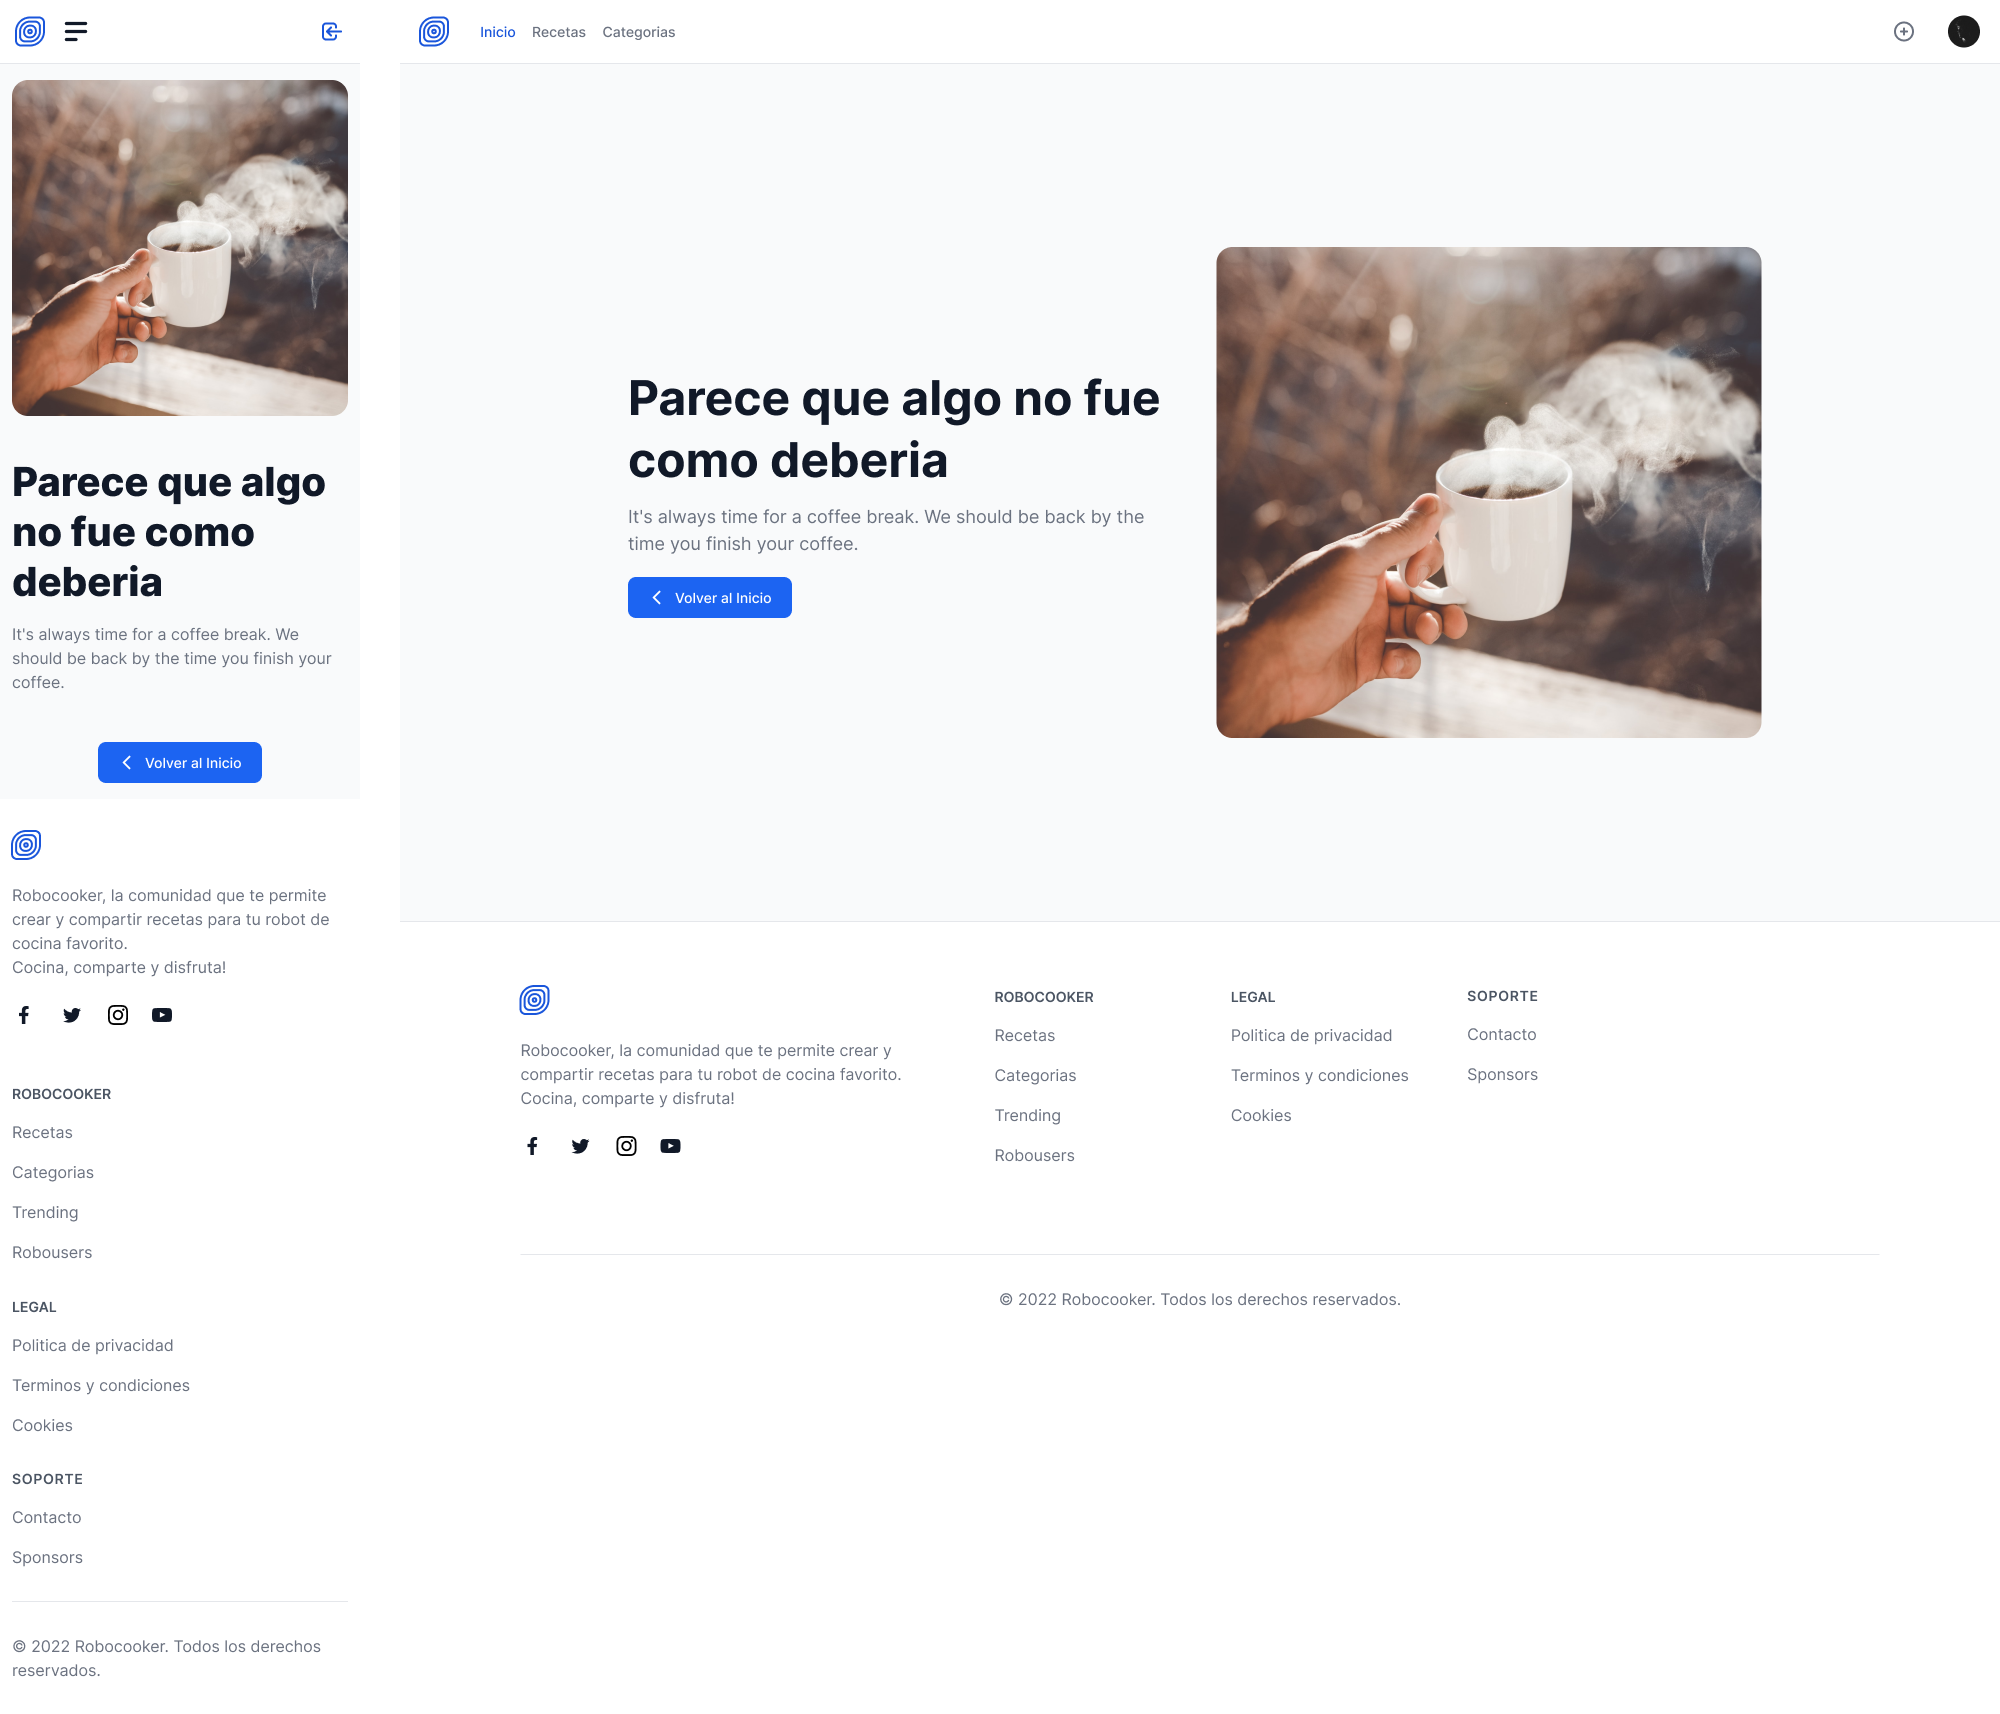 Parece que algo
no fue como
deberia
It's always time for a coffee break. We
should be back by the time you finish your
coffee.
Volver al Inicio
Robocooker, la comunidad que te permite
crear y compartir recetas para tu robot de
cocina favorito.
Cocina, comparte y disfruta!
ROBOCOOKER
Recetas
Categorias
Trending
Robousers
LEGAL
Politica de privacidad
Terminos y condiciones
Cookies
SOPORTE
Contacto
Sponsors
© 2022 Robocooker. Todos los derechos
reservados.
Inicio Recetas Categorias
Parece que algo no fue
como deberia
It's always time for a coffee break. We should be back by the
time you finish your coffee.
Volver al Inicio
Robocooker, la comunidad que te permite crear y
compartir recetas para tu robot de cocina favorito.
Cocina, comparte y disfruta!
ROBOCOOKER
Recetas
Categorias
Trending
Robousers
LEGAL
Politica de privacidad
Terminos y condiciones
Cookies
SOPORTE
Contacto
Sponsors
© 2022 Robocooker. Todos los derechos reservados.